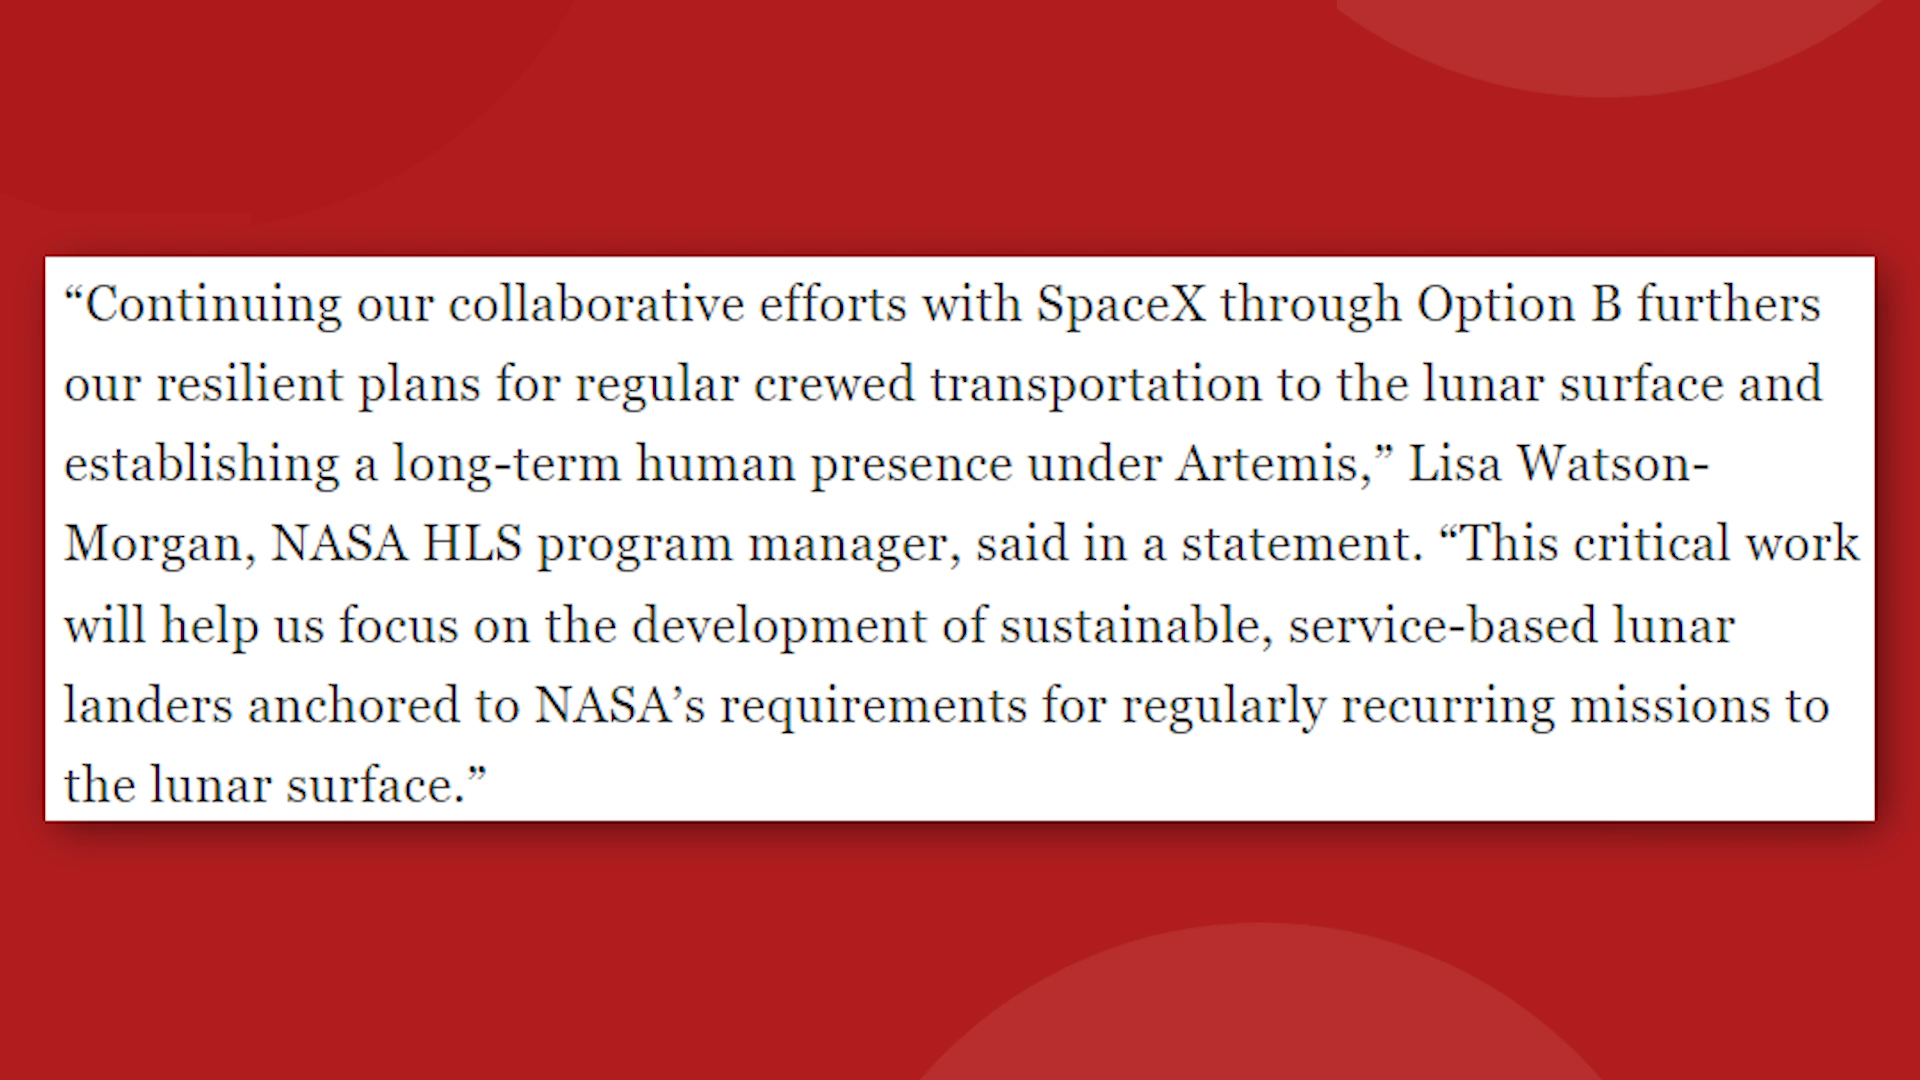 “Continuing our collaborative efforts with SpaceX through Option B furthers
our resilient plans for regular crewed transportation to the lunar surface and
establishing a long-term human presence under Artemis,” Lisa Watson-
Morgan, NASA HLS program manager, said in a statement. “This critical work
will help us focus on the development of sustainable, service-based lunar
landers anchored to NASA’s requirements for regularly recurring missions to
the lunar surface.”